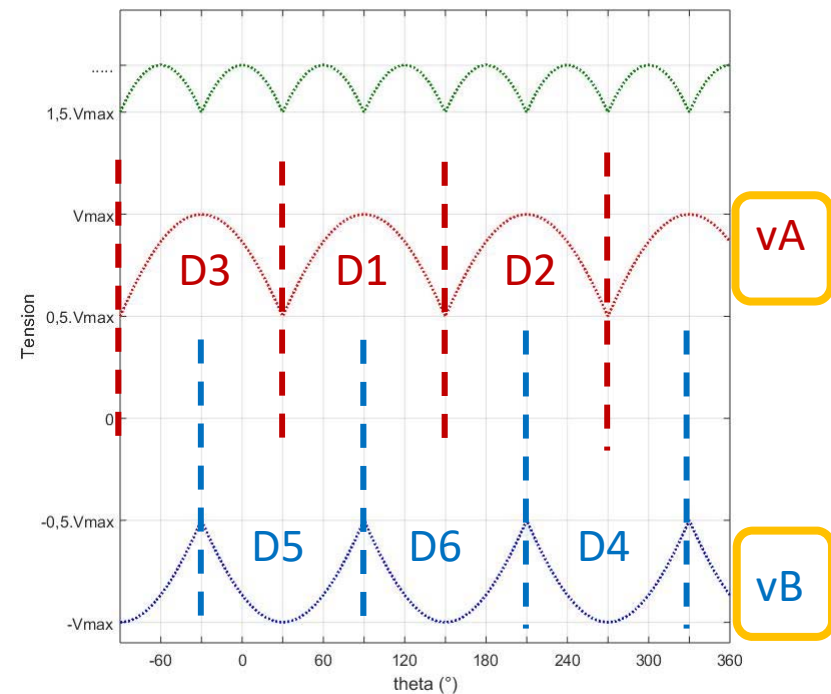 .....
1,5.Vmax
Vmax
vA
D3 D1 D2
0,5.Vmax
Tension
0
-0,5.Vmax
D5 D6 D4
vB
-Vmax
-60 0 60 120 180 240 300 360
theta (°)